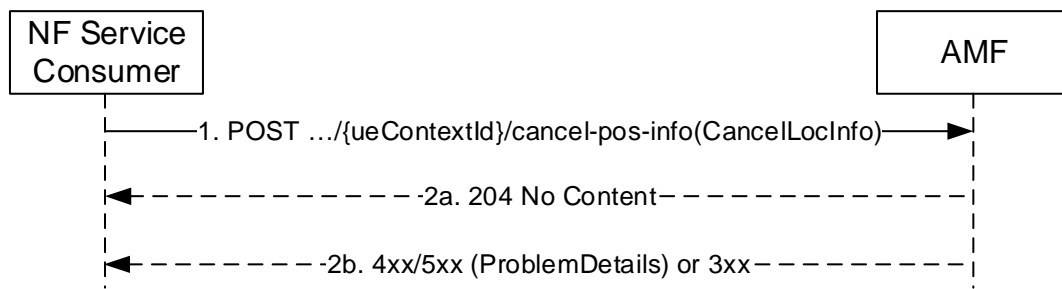 NF Service
Consumer
AMF
1. POST …/{ueContextId}/cancel-pos-info(CancelLocInfo)
2a. 204 No Content
2b. 4xx/5xx (ProblemDetails) or 3xx